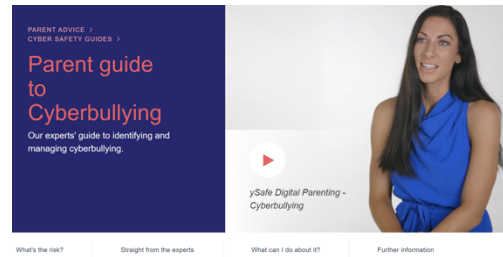 PARENT ADVICE >
CYBER SAFETY GUIDES >
Parent guide
to
Cyberbullying
Our experts' guide to identifying and
managing cyberbullying.
ySafe Digital Parenting -
Cyberbullying
What's the risk?
Straight from the experts
What can I do about it?
Further information